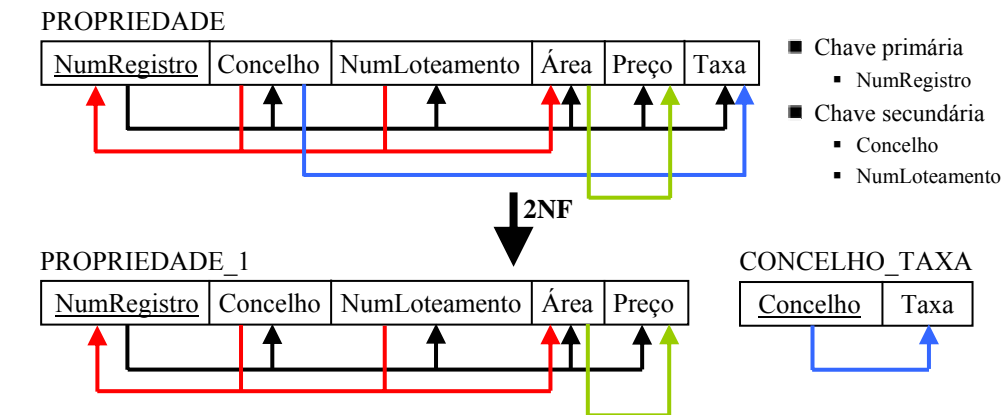 PROPRIEDADE
NumRegistro Concelho NumLoteamento Área Preço Taxa
■ Chave primária
▪ NumRegistro
■ Chave secundária
▪ Concelho
▪ NumLoteamento
2NF
PROPRIEDADE_1
NumRegistro Concelho NumLoteamento Área Preço
CONCELHO_TAXA
Concelho Taxa